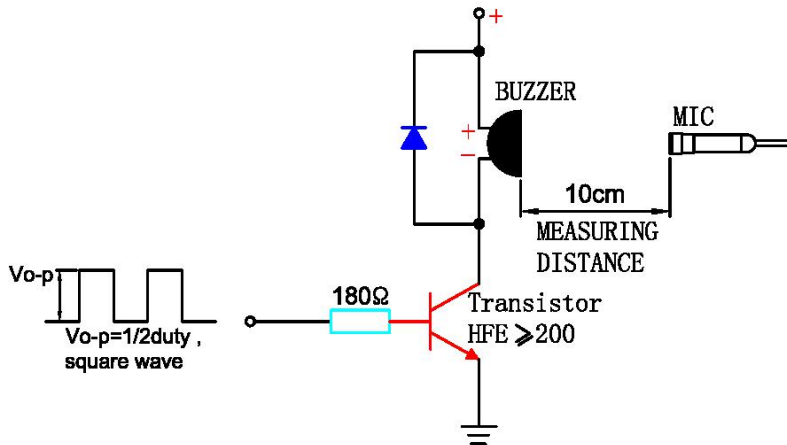 +
BUZZER
+
−
MIC
10cm
MEASURING
DISTANCE
Vo-p
180Ω
Transistor
HFE ≥200
Vo-p=1/2duty ,
square wave